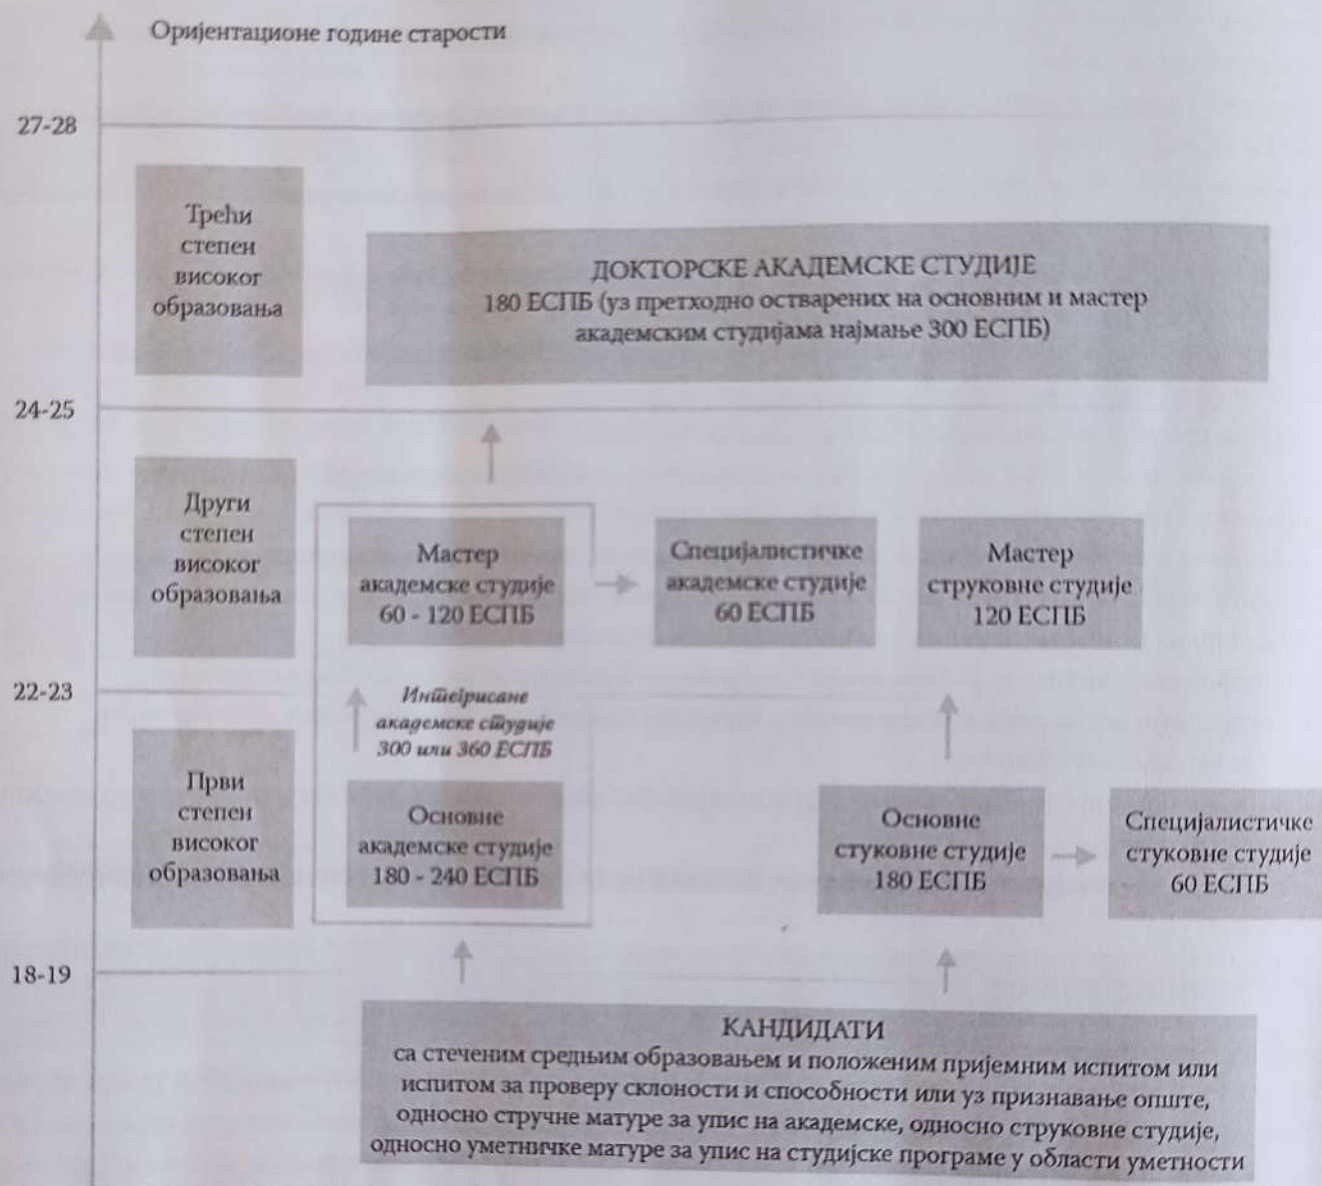 Оријентационе године старости
27-28
Трећи
степен
високог
образовања
ДОКТОРСКЕ АКАДЕМСКЕ СТУДИЈЕ
180 ЕСПБ (уз претходно остварених на основним и мастер
академским студијама најмање 300 ЕСПБ)
24-25
Други
степен
високог
образовања
Мастер
академске студије
60 - 120 ЕСПБ
Специјалистичке
академске студије
60 ЕСПБ
Мастер
струковне студије
120 ЕСПБ
22-23
Интегрисане
академске студије
300 или 360 ЕСПБ
Први
степен
високог
образовања
Основне
академске студије
180 - 240 ЕСПБ
Основне
стуковне студије
180 ЕСПБ
Специјалистичке
стуковне студије
60 ЕСПБ
18-19
КАНДИДАТИ
са стеченим средњим образовањем и положеним пријемним испитом или
испитом за проверу склоности и способности или уз признавање опште,
односно стручне матуре за упис на академске, односно струковне студије,
односно уметничке матуре за упис на студијске програме у области уметности